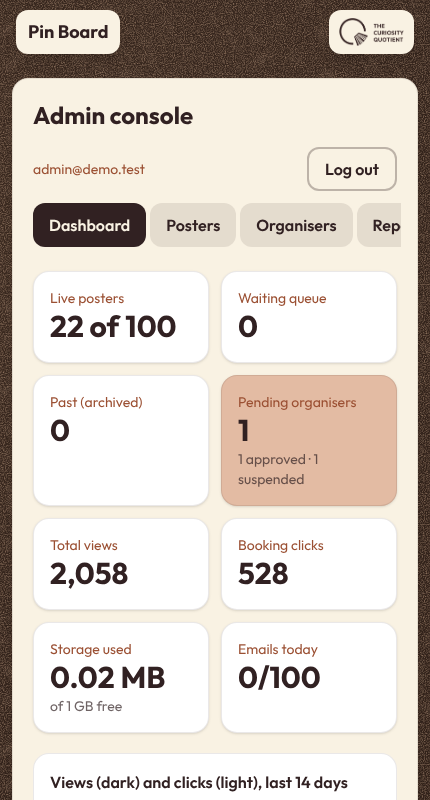 Pin Board
THE
CURIOSITY
QUOTIENT
Admin console
admin@demo.test
Log out
Dashboard
Posters
Organisers
Rep
Live posters
22 of 100
Waiting queue
0
Past (archived)
0
Pending organisers
1
1 approved · 1
suspended
Total views
2,058
Booking clicks
528
Storage used
0.02 MB
of 1 GB free
Emails today
0/100
Views (dark) and clicks (light), last 14 days